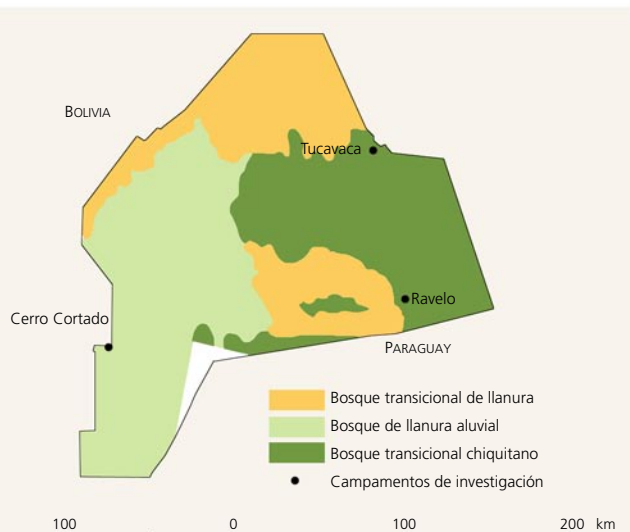 BOLIVIA
Tucavaca
Ravelo
Cerro Cortado
PARAGUAY
Bosque transicional de llanura
Bosque de llanura aluvial
Bosque transicional chiquitano
Campamentos de investigación
100 0 100 200 km